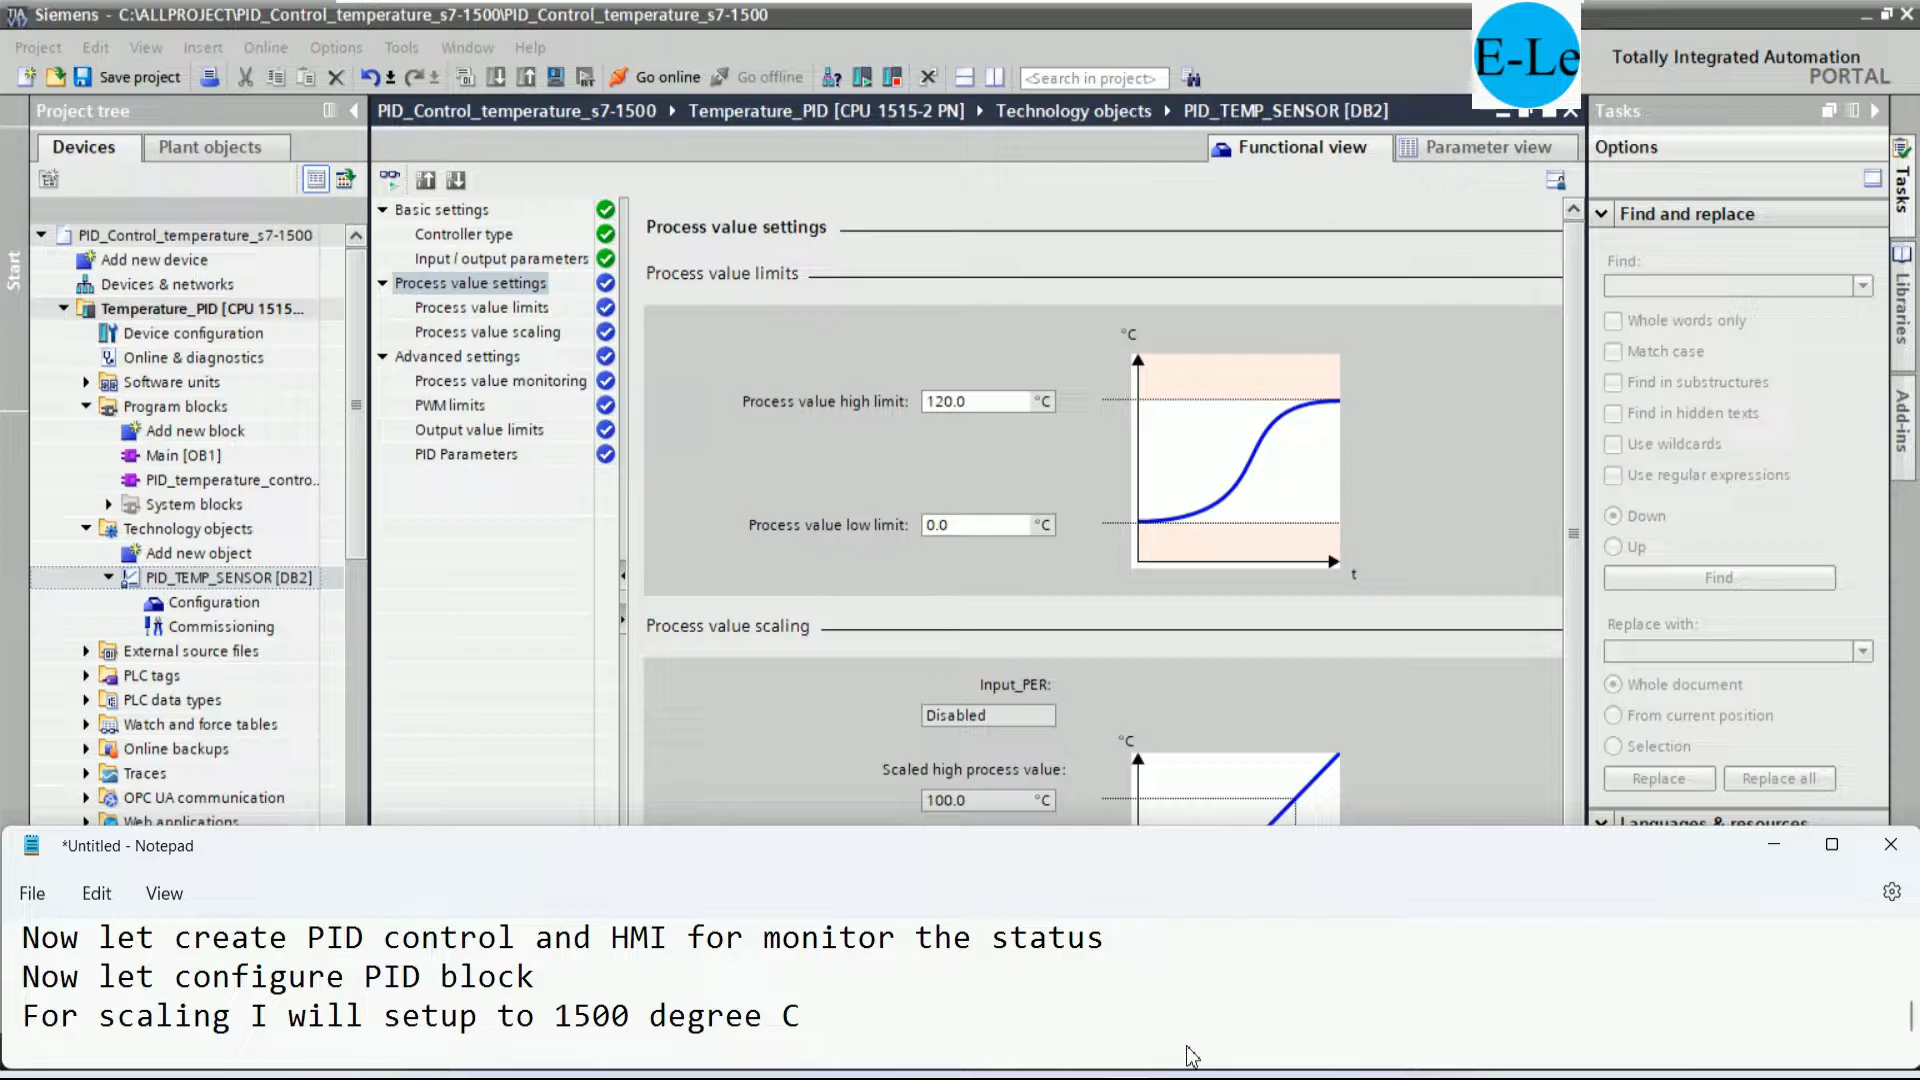 Siemens - C:\ALLPROJECT\PID_Control_temperature_s7-1500\PID_Control_temperature_s7-1500
Project Edit View Insert Online Options Tools Window Help
Save project
Go online
Go offline
<Search in project>
E-Le
Totally Integrated Automation
PORTAL
Project tree
PID_Control_temperature_s7-1500 Temperature_PID [CPU 1515-2 PN] Technology objects PID_TEMP_SENSOR [DB2]
Tasks
Devices
Plant objects
Functional view
Parameter view
Options
Start
PID_Control_temperature_s7-1500
Add new device
Devices & networks
Temperature_PID [CPU 1515...
Device configuration
Online & diagnostics
Software units
Program blocks
Add new block
Main [OB1]
PID_temperature_contro..
System blocks
Technology objects
Add new object
PID_TEMP_SENSOR [DB2]
Configuration
Commissioning
External source files
PLC tags
PLC data types
Watch and force tables
Online backups
Traces
OPC UA communication
Web applications
Basic settings
Controller type
Input / output parameters
Process value settings
Process value limits
Process value scaling
Advanced settings
Process value monitoring
PWM limits
Output value limits
PID Parameters
Process value settings
Process value limits
°C
Process value high limit: 120.0 °C
Process value low limit: 0.0 °C
t
Process value scaling
Input_PER:
Disabled
°C
Scaled high process value:
100.0 °C
Find and replace
Find:
Whole words only
Match case
Find in substructures
Find in hidden texts
Use wildcards
Use regular expressions
Down
Up
Find
Replace with:
Whole document
From current position
Selection
Replace
Replace all
Languages & resources
Tasks
Libraries
Add-ins
*Untitled - Notepad
File Edit View
Now let create PID control and HMI for monitor the status
Now let configure PID block
For scaling I will setup to 1500 degree C